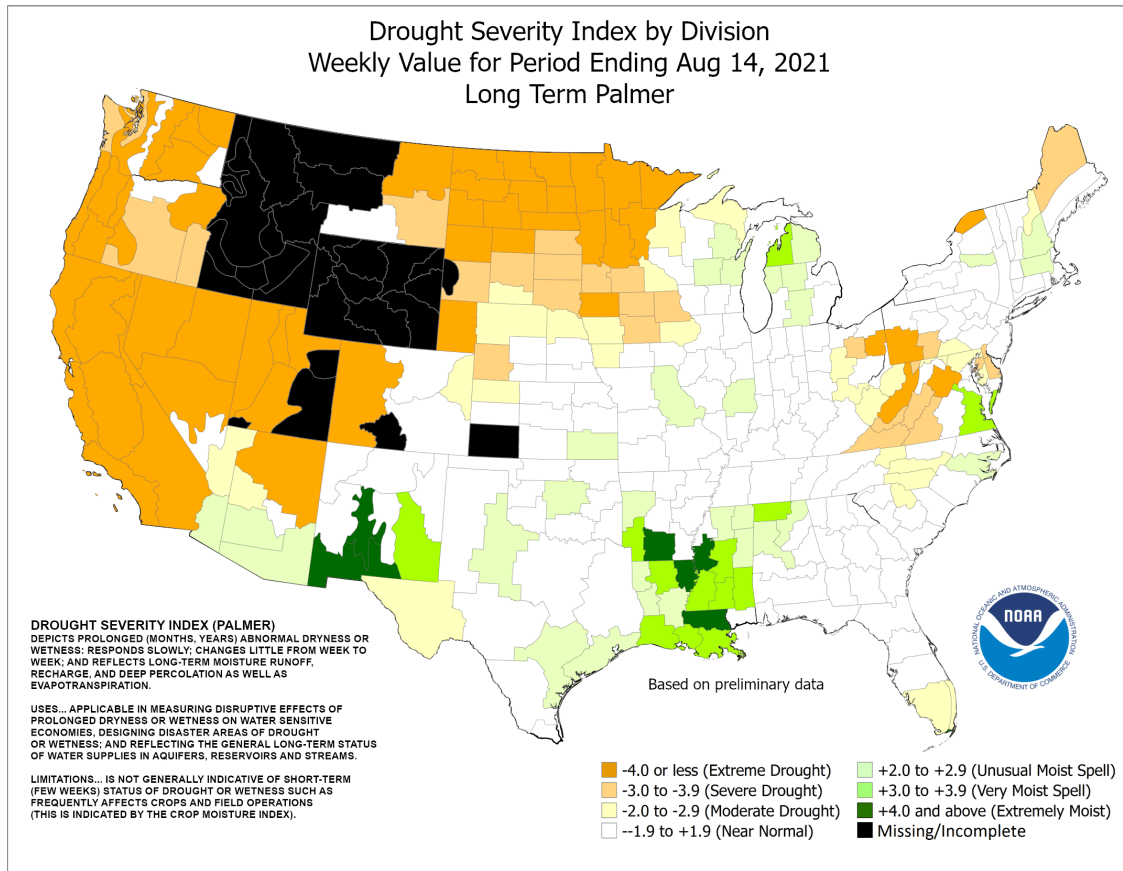 Drought Severity Index by Division
Weekly Value for Period Ending Aug 14, 2021
Long Term Palmer
DROUGHT SEVERITY INDEX (PALMER)
DEPICTS PROLONGED (MONTHS, YEARS) ABNORMAL DRYNESS OR
WETNESS: RESPONDS SLOWLY; CHANGES LITTLE FROM WEEK TO
WEEK; AND REFLECTS LONG-TERM MOISTURE RUNOFF,
RECHARGE, AND DEEP PERCOLATION AS WELL AS
EVAPOTRANSPIRATION.
USES... APPLICABLE IN MEASURING DISRUPTIVE EFFECTS OF
PROLONGED DRYNESS OR WETNESS ON WATER SENSITIVE
ECONOMIES, DESIGNING DISASTER AREAS OF DROUGHT
OR WETNESS; AND REFLECTING THE GENERAL LONG-TERM STATUS
OF WATER SUPPLIES IN AQUIFERS, RESERVOIRS AND STREAMS.
LIMITATIONS... IS NOT GENERALLY INDICATIVE OF SHORT-TERM
(FEW WEEKS) STATUS OF DROUGHT OR WETNESS SUCH AS
FREQUENTLY AFFECTS CROPS AND FIELD OPERATIONS
(THIS IS INDICATED BY THE CROP MOISTURE INDEX).
NATIONAL OCEANIC AND ATMOSPHERIC ADMINISTRATION
NOAA
U.S. DEPARTMENT OF COMMERCE
Based on preliminary data
-4.0 or less (Extreme Drought)
-3.0 to -3.9 (Severe Drought)
-2.0 to -2.9 (Moderate Drought)
--1.9 to +1.9 (Near Normal)
+2.0 to +2.9 (Unusual Moist Spell)
+3.0 to +3.9 (Very Moist Spell)
+4.0 and above (Extremely Moist)
Missing/Incomplete